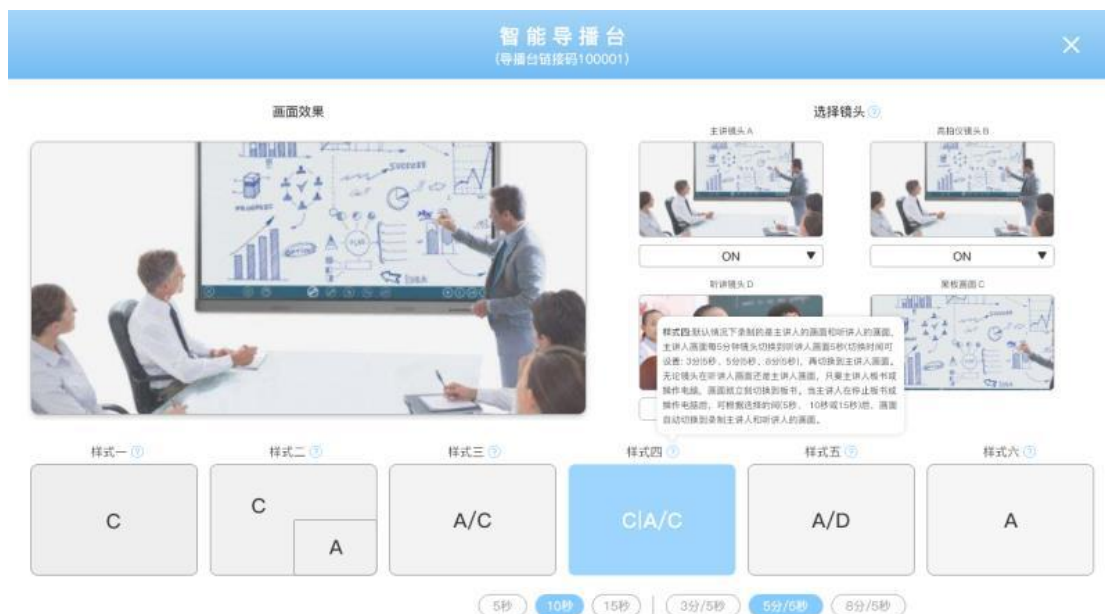 智能导播台
(导播台链接码100001)
画面效果
选择镜头 ?
主讲镜头A
高拍仪镜头B
ON
ON
听讲镜头D
黑板画面C
样式四:默认情况下录制的是主讲人的画面和听讲人的画面,
主讲人画面每5分钟镜头切换到听讲人画面5秒(切换时间可
设置: 3分|5秒、5分|5秒、8分|5秒), 再切换到主讲人画面。
无论镜头在听讲人画面还是主讲人画面, 只要主讲人板书或
操作电脑, 画面就立刻切换到板书, 当主讲人在停止板书或
操作电脑后, 可根据选择时间(5秒、10秒或15秒)后, 画面
自动切换到录制主讲人和听讲人的画面。
样式一 ?
样式二 ?
样式三 ?
样式四 ?
样式五 ?
样式六 ?
C
C
A
A/C
C|A/C
A/D
A
5秒
10秒
15秒
3分/5秒
5分/5秒
8分/5秒